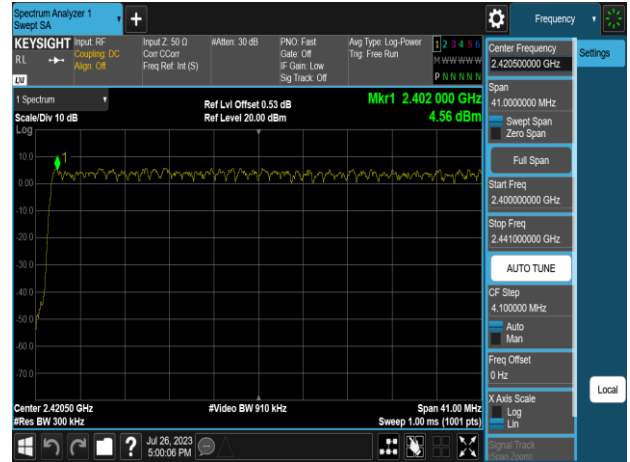 Spectrum Analyzer 1
Swept SA
+
Frequency
KEYSIGHT
RL
LXI
Input: RF
Coupling: DC
Align: Off
Input Z: 50 Ω
Corr CCorr
Freq Ref: Int (S)
#Atten: 30 dB
PNO: Fast
Gate: Off
IF Gain: Low
Sig Track: Off
Avg Type: Log-Power
Trig: Free Run
1 2 3 4 5 6
M W W W W W
P N N N N N
Center Frequency
2.420500000 GHz
Settings
Span
41.0000000 MHz
Swept Span
Zero Span
Full Span
Start Freq
2.400000000 GHz
Stop Freq
2.441000000 GHz
AUTO TUNE
CF Step
4.100000 MHz
Auto
Man
Freq Offset
0 Hz
X Axis Scale
Log
Lin
Local
Signal Track
(Span Zoom)
1 Spectrum
Scale/Div 10 dB
Log
Ref Lvl Offset 0.53 dB
Ref Level 20.00 dBm
Mkr1 2.402 000 GHz
4.56 dBm
1
10.0
0.00
-10.0
-20.0
-30.0
-40.0
-50.0
-60.0
-70.0
Center 2.42050 GHz
#Res BW 300 kHz
#Video BW 910 kHz
Span 41.00 MHz
Sweep 1.00 ms (1001 pts)
?
Jul 26, 2023
5:00:06 PM